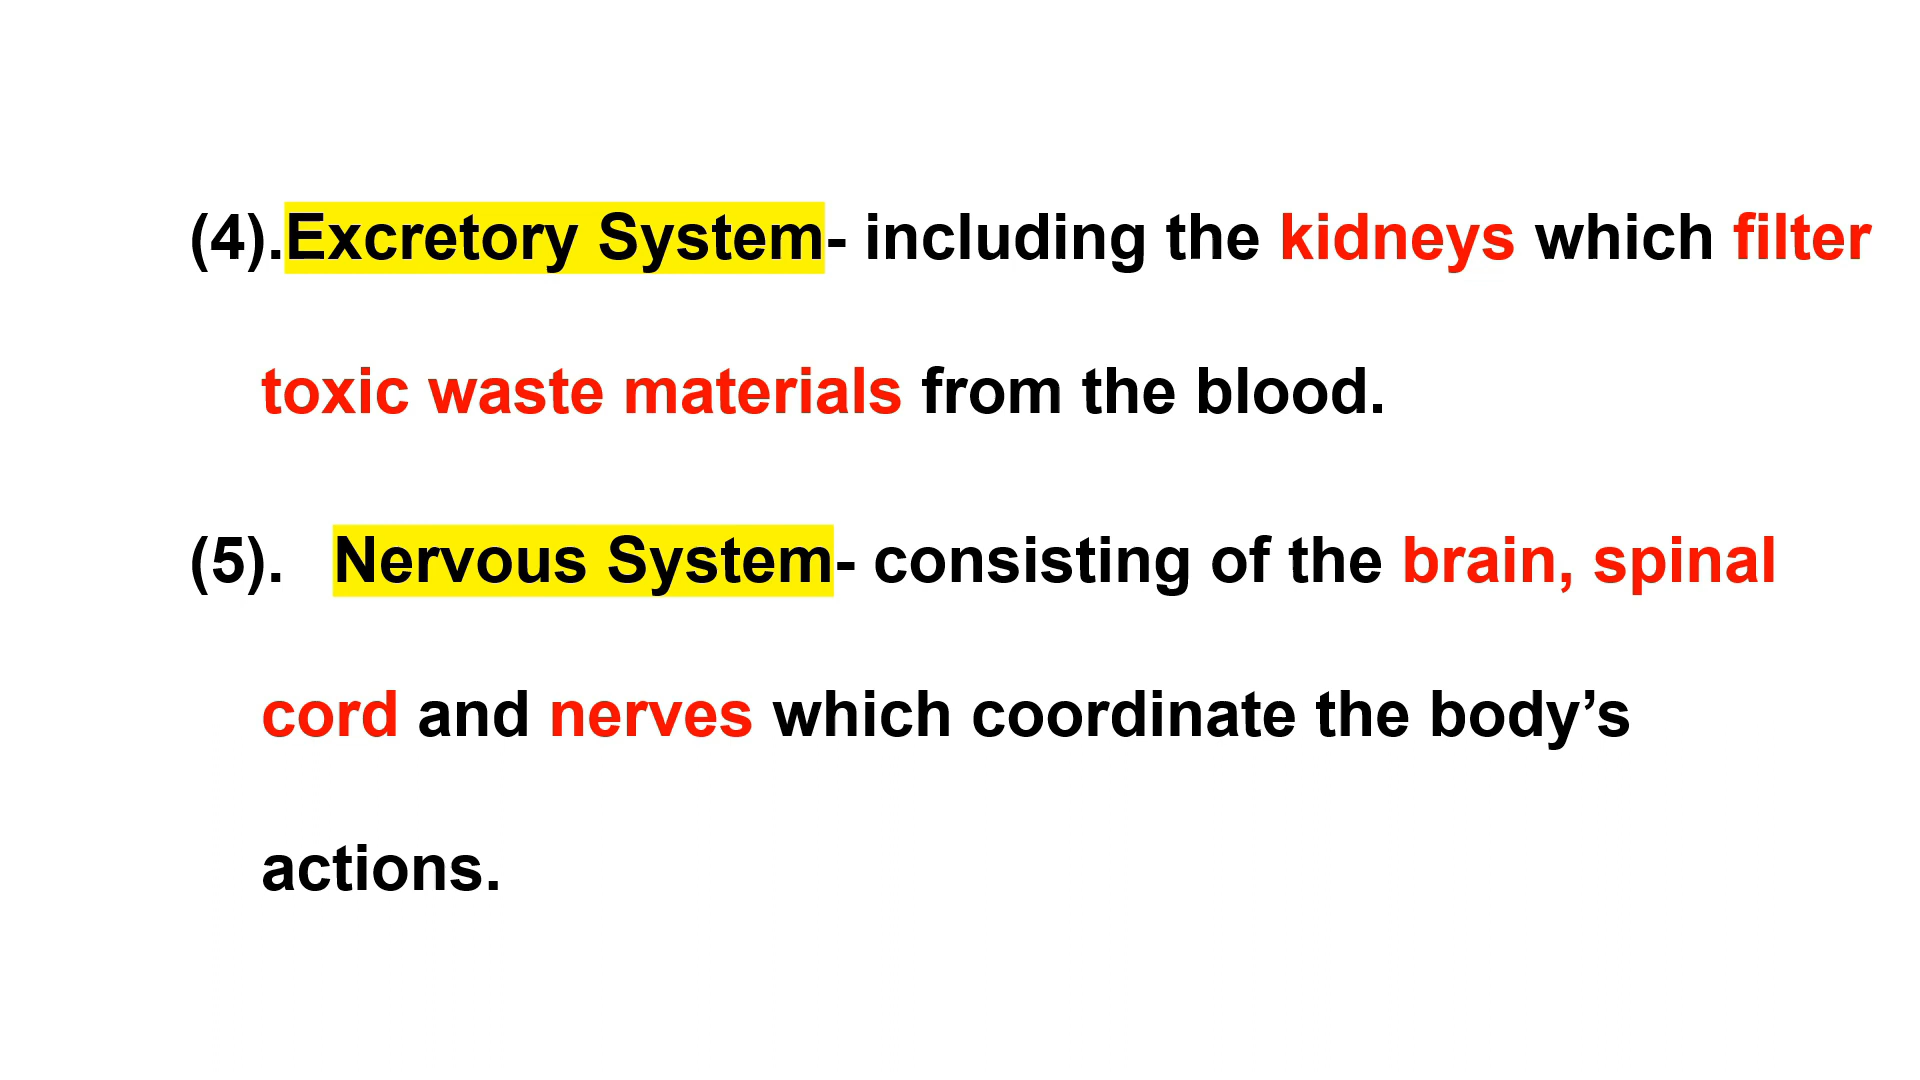 (4).Excretory System- including the kidneys which filter
toxic waste materials from the blood.
(5). Nervous System- consisting of the brain, spinal
cord and nerves which coordinate the body’s
actions.